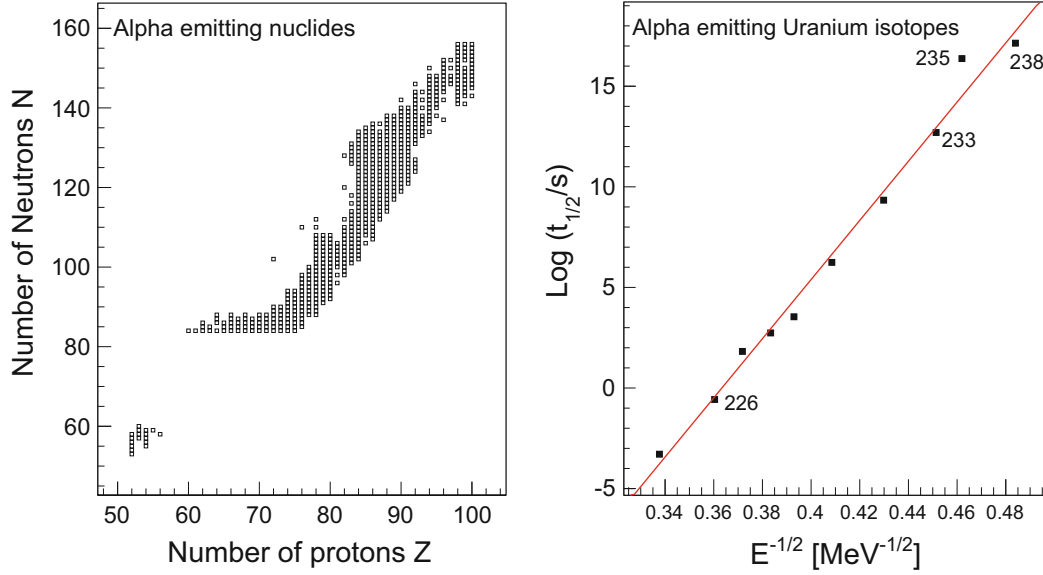 Alpha emitting nuclides
160
140
120
100
80
60
50 60 70 80 90 100
Number of Neutrons N
Number of protons Z
Alpha emitting Uranium isotopes
235
238
233
226
15
10
5
0
-5
0.34 0.36 0.38 0.4 0.42 0.44 0.46 0.48
Log (t1/2/s)
E-1/2 [MeV-1/2]